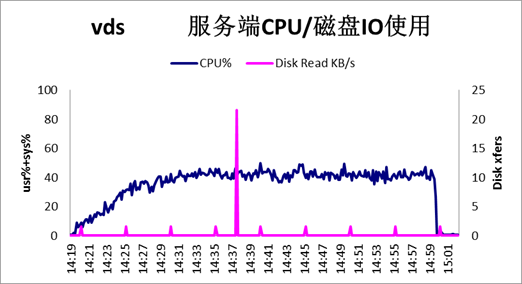 vds 服务端CPU/磁盘IO使用
CPU% Disk Read KB/s
usr%+sys%
100
80
60
40
20
0
25
20
15
10
5
0
Disk xfers
14:19 14:21 14:23 14:25 14:27 14:29 14:31 14:33 14:35 14:37 14:39 14:41 14:43 14:45 14:47 14:49 14:51 14:53 14:55 14:57 14:59 15:01